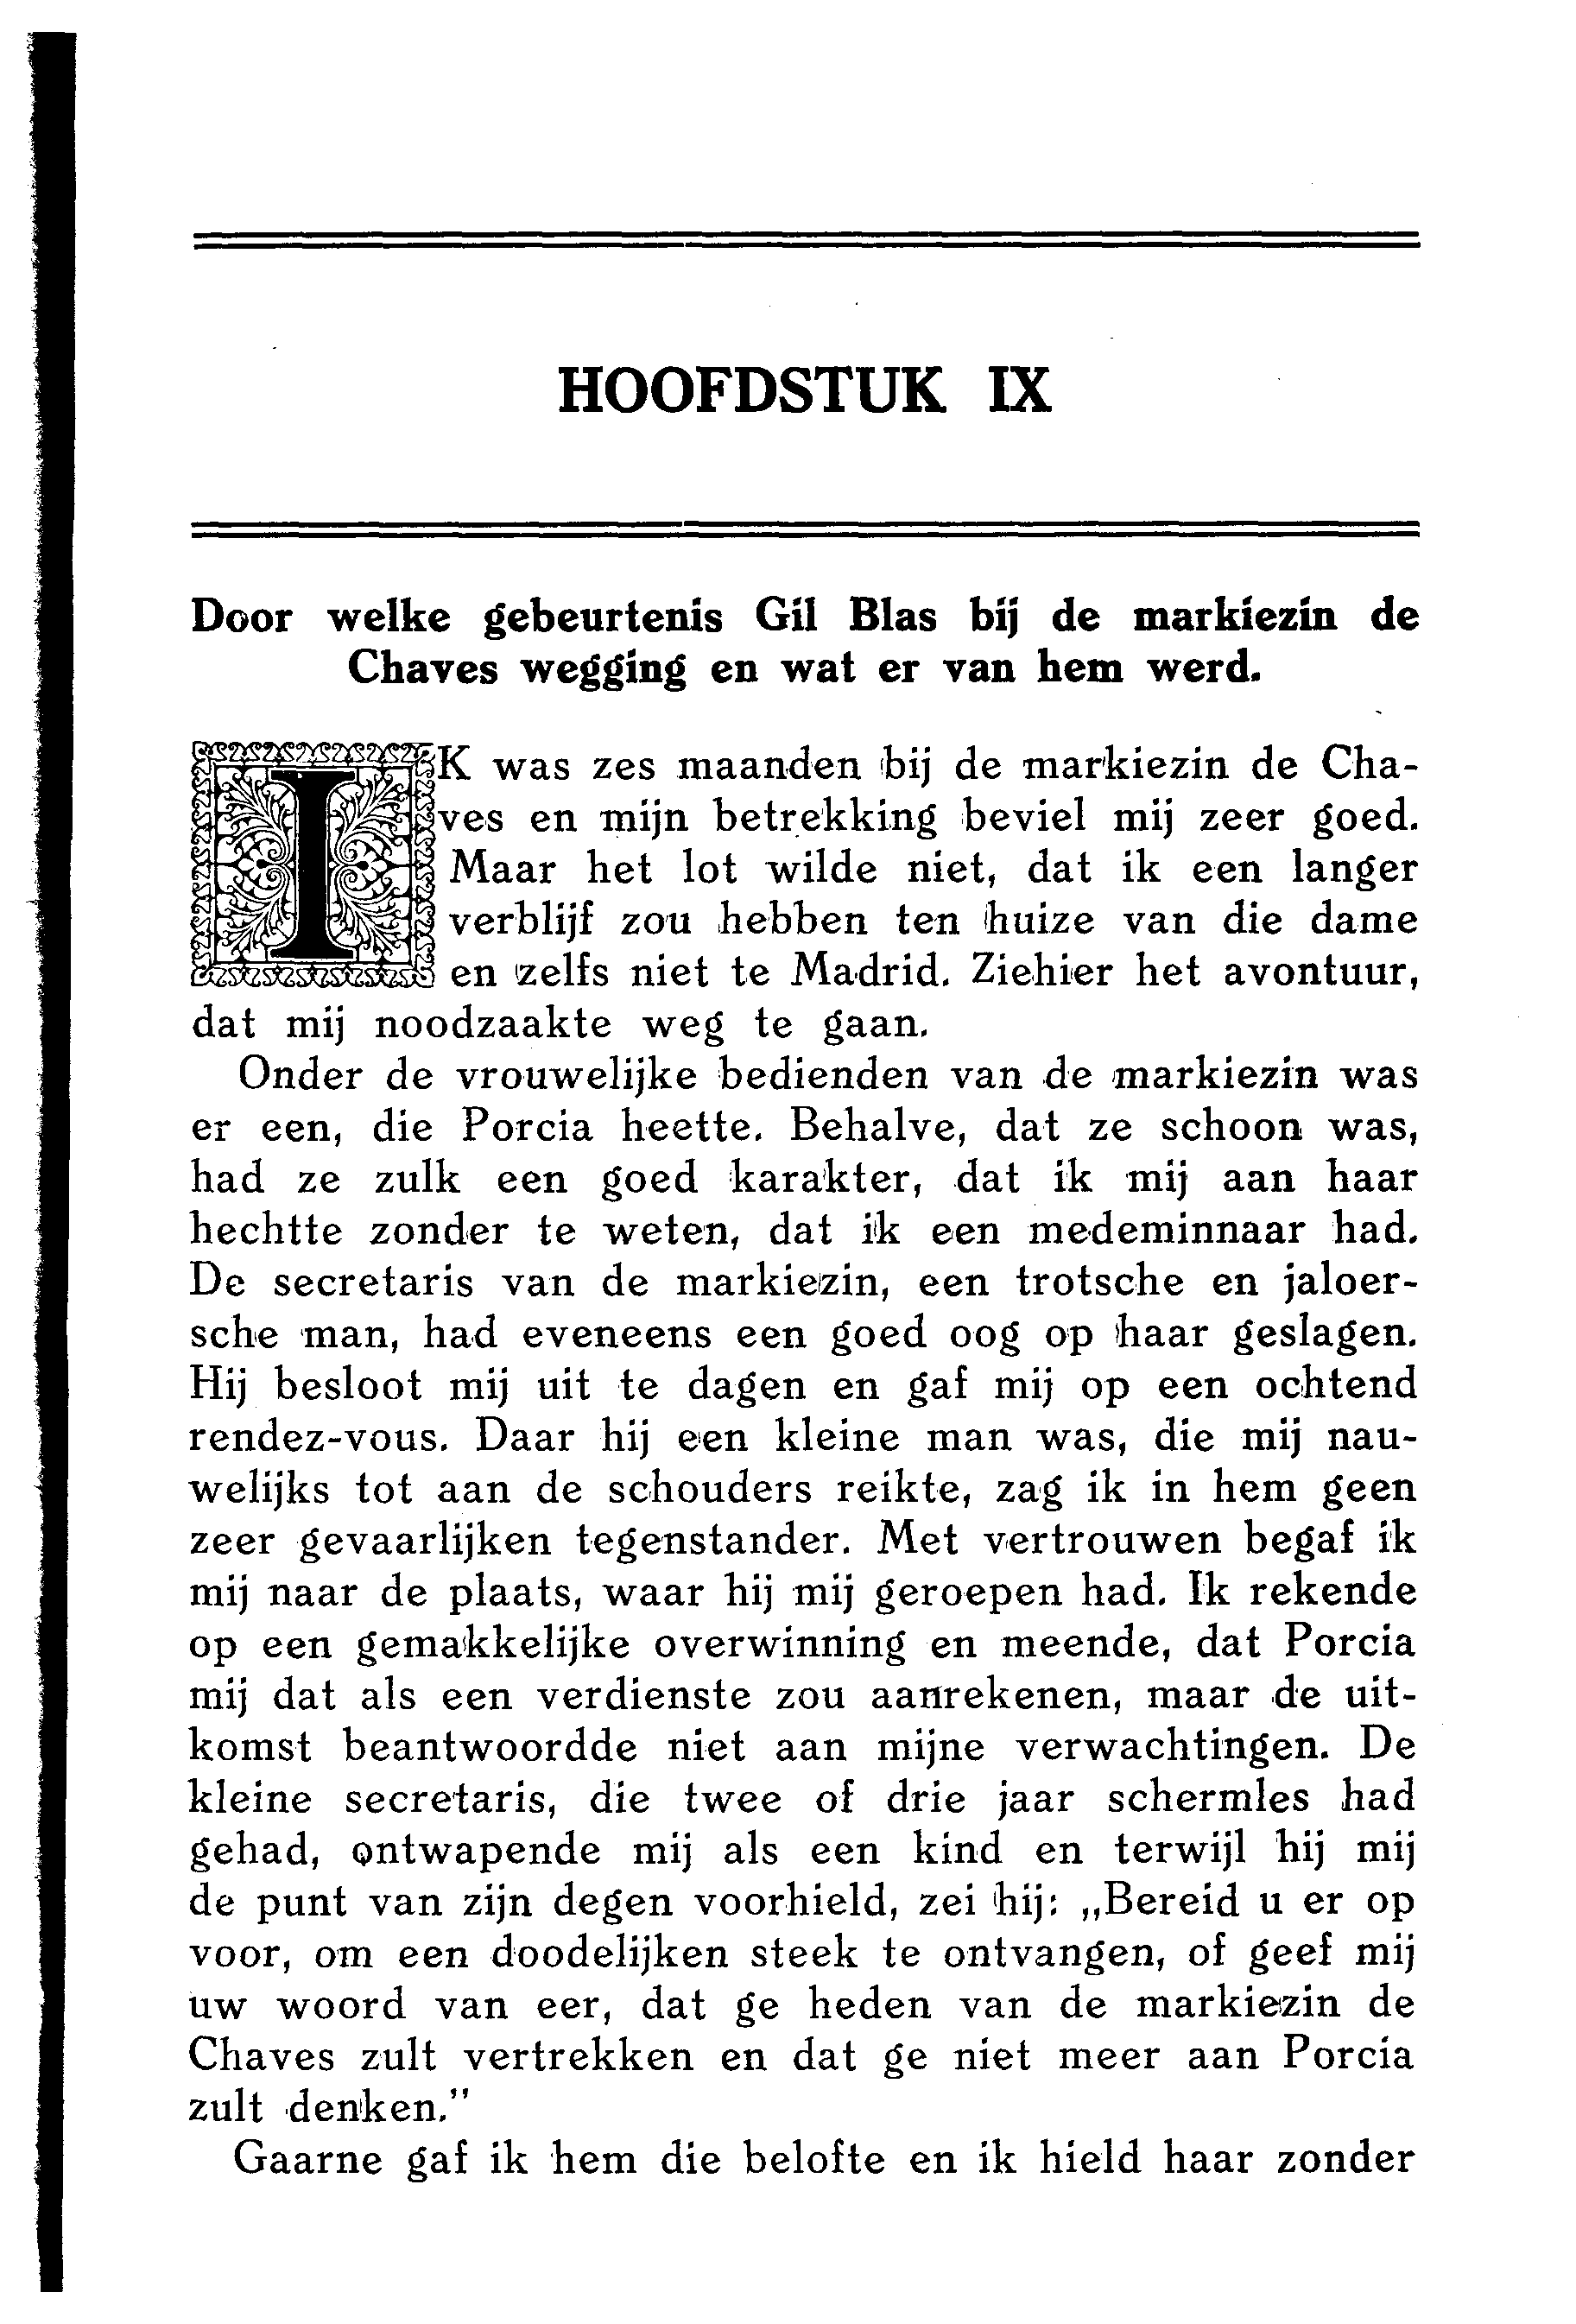 HOOFDSTUK IX
Door welke gebeurtenis Gil Blas bij de markiezin de
Chaves wegging en wat er van hem werd.
IK was zes maanden bij de markiezin de Cha-
ves en mijn betrekking beviel mij zeer goed.
Maar het lot wilde niet, dat ik een langer
verblijf zou hebben ten huize van die dame
en zelfs niet te Madrid. Ziehier het avontuur,
dat mij noodzaakte weg te gaan.
Onder de vrouwelijke bedienden van de markiezin was
er een, die Porcia heette. Behalve, dat ze schoon was,
had ze zulk een goed karakter, dat ik mij aan haar
hechtte zonder te weten, dat ik een medeminnaar had.
De secretaris van de markiezin, een trotsche en jaloer-
sche man, had eveneens een goed oog op haar geslagen.
Hij besloot mij uit te dagen en gaf mij op een ochtend
rendez-vous. Daar hij een kleine man was, die mij nau-
welijks tot aan de schouders reikte, zag ik in hem geen
zeer gevaarlijken tegenstander. Met vertrouwen begaf ik
mij naar de plaats, waar hij mij geroepen had. Ik rekende
op een gemakkelijke overwinning en meende, dat Porcia
mij dat als een verdienste zou aanrekenen, maar de uit-
komst beantwoordde niet aan mijne verwachtingen. De
kleine secretaris, die twee of drie jaar schermles had
gehad, ontwapende mij als een kind en terwijl hij mij
de punt van zijn degen voorhield, zei hij: „Bereid u er op
voor, om een doodelijken steek te ontvangen, of geef mij
uw woord van eer, dat ge heden van de markiezin de
Chaves zult vertrekken en dat ge niet meer aan Porcia
zult denken."
Gaarne gaf ik hem die belofte en ik hield haar zonder